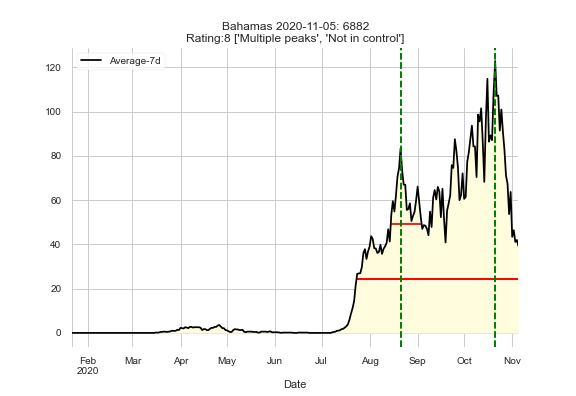 Bahamas 2020-11-05: 6882
Rating:8 ['Multiple peaks', 'Not in control']
Average-7d
120
100
80
60
40
20
0
Feb Mar Apr May Jun Jul Aug Sep Oct Nov
2020
Date